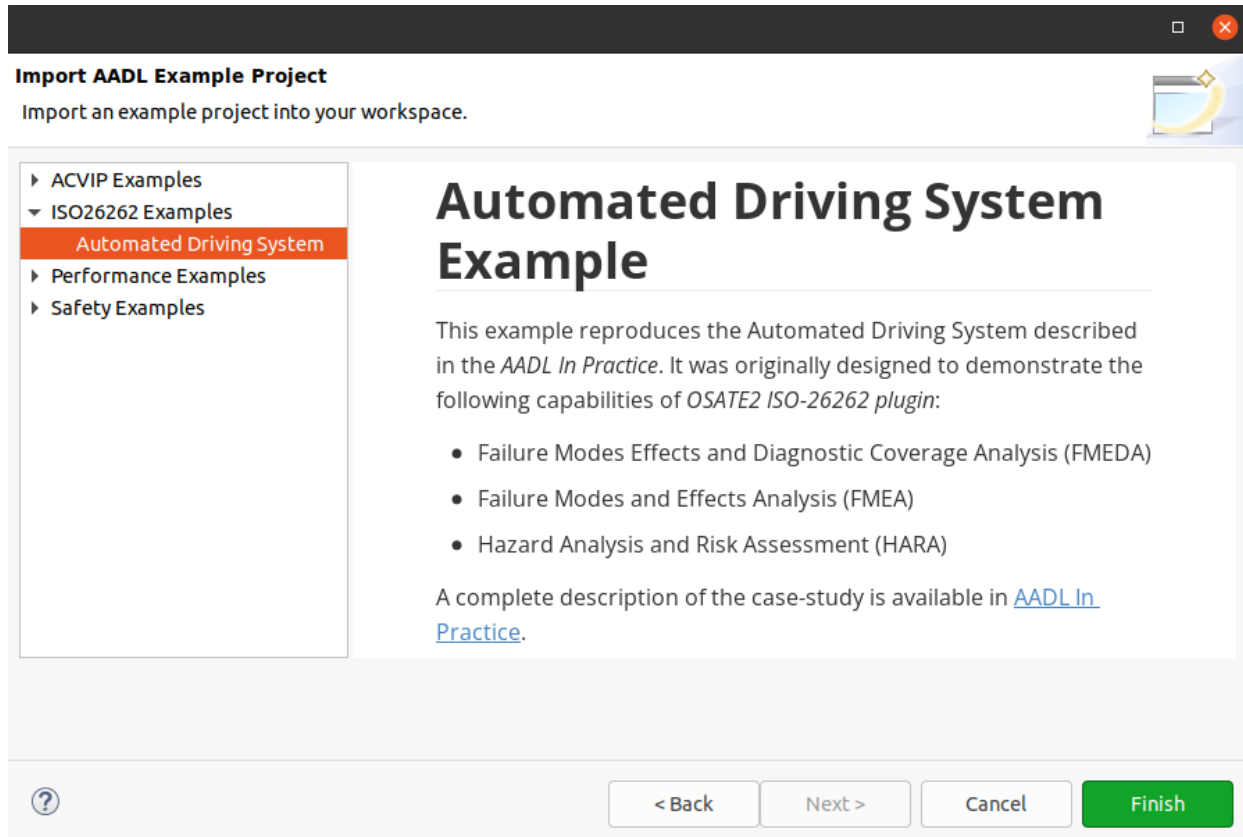 Import AADL Example Project
Import an example project into your workspace.
ACVIP Examples
ISO26262 Examples
Automated Driving System
Performance Examples
Safety Examples
Automated Driving System
Example
This example reproduces the Automated Driving System described
in the AADL In Practice. It was originally designed to demonstrate the
following capabilities of OSATE2 ISO-26262 plugin:
• Failure Modes Effects and Diagnostic Coverage Analysis (FMEDA)
• Failure Modes and Effects Analysis (FMEA)
• Hazard Analysis and Risk Assessment (HARA)
A complete description of the case-study is available in AADL In
Practice.
?
< Back
Next >
Cancel
Finish